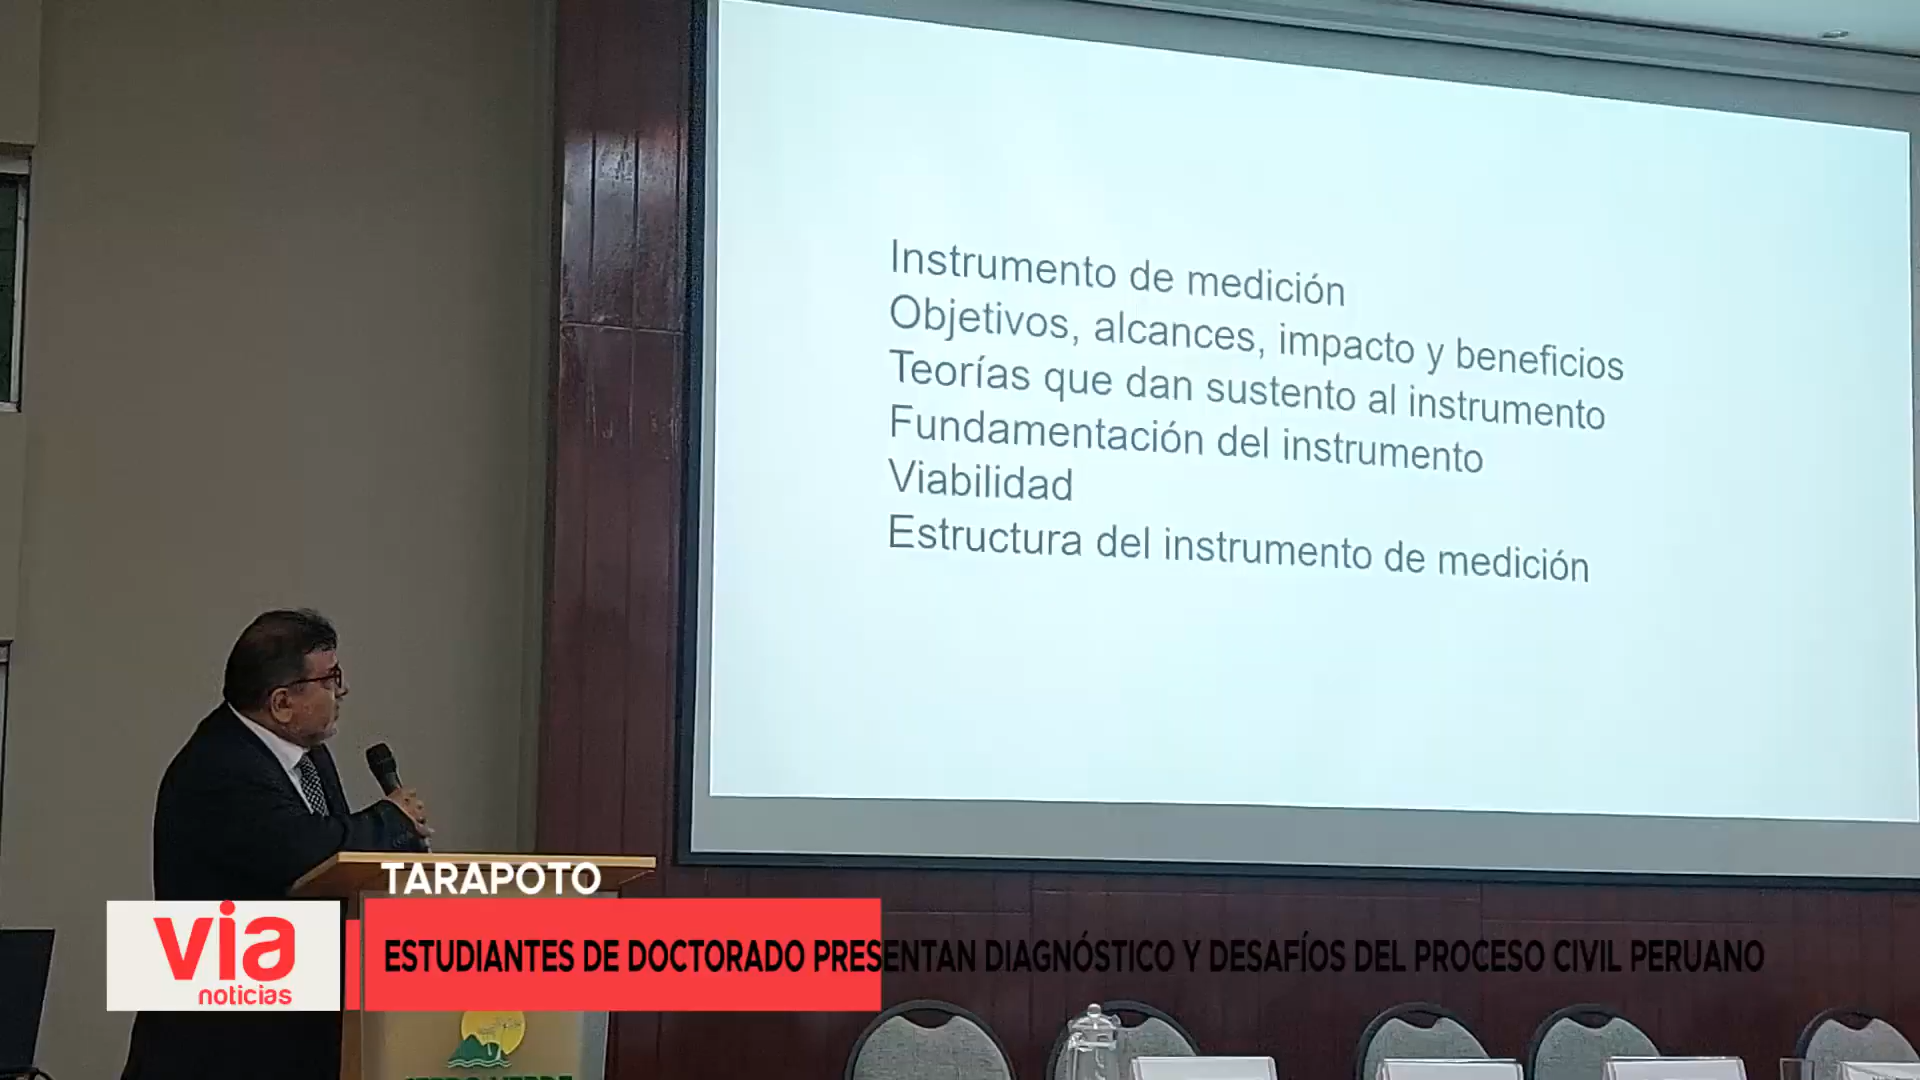 Instrumento de medición
Objetivos, alcances, impacto y beneficios
Teorías que dan sustento al instrumento
Fundamentación del instrumento
Viabilidad
Estructura del instrumento de medición
TARAPOTO
via
noticias
ESTUDIANTES DE DOCTORADO PRESENTAN DIAGNÓSTICO Y DESAFÍOS DEL PROCESO CIVIL PERUANO